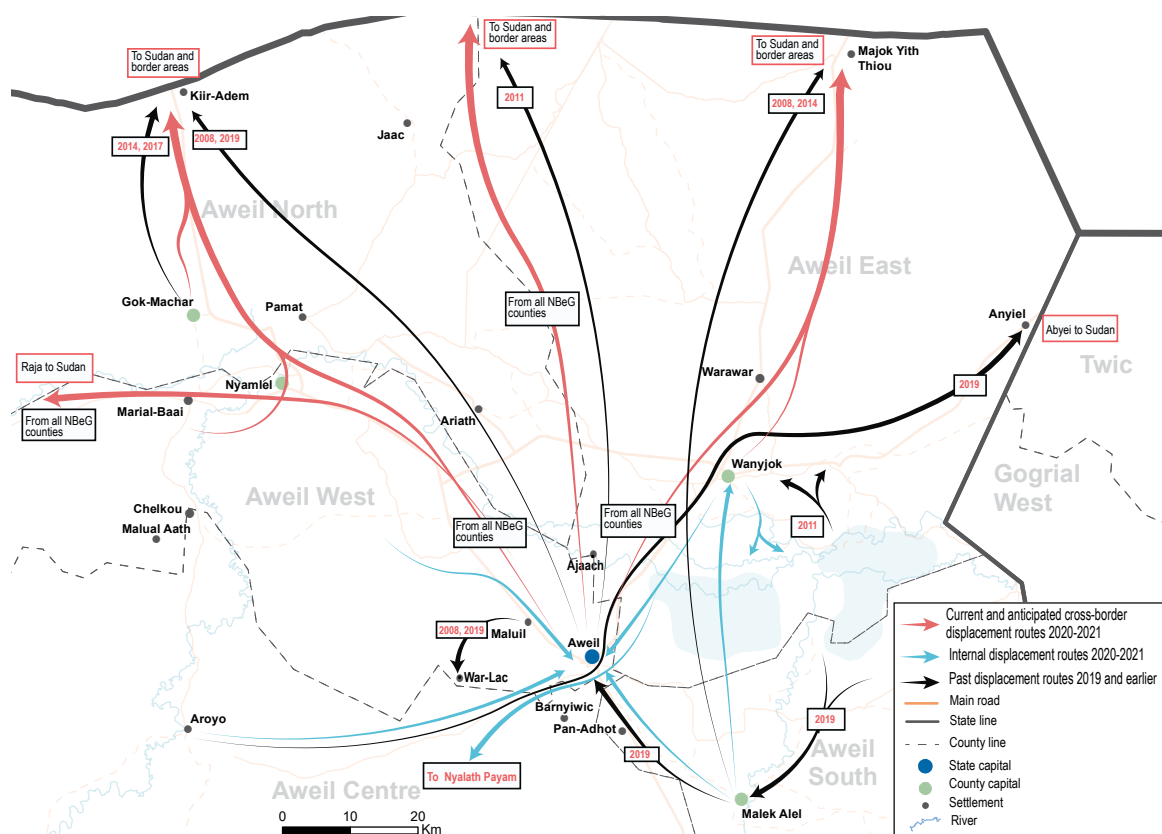 To Sudan and
border areas
To Sudan and
border areas
To Sudan and
border areas
Majok Yith
Thiou
Kiir-Adem
2011
2008, 2014
Jaac
2014, 2017
2008, 2019
Aweil North
Aweil East
Gok-Machar
Pamat
From all NBeG
counties
Anyiel
Abyei to Sudan
Raja to Sudan
Nyamlel
Warawar
2019
Twic
Marial-Baai
From all NBeG
counties
Ariath
Wanyjok
Gogrial
West
Aweil West
Chelkou
Malual Aath
From all NBeG
counties
From all NBeG
counties
2011
Ajaach
2008, 2019
Maluil
Aweil
War-Lac
Barnyiwic
Pan-Adhot
Aroyo
2019
2019
Aweil
South
To Nyalath Payam
Aweil Centre
Malek Alel
0 10 20
Km
Current and anticipated cross-border
displacement routes 2020-2021
Internal displacement routes 2020-2021
Past displacement routes 2019 and earlier
Main road
State line
County line
State capital
County capital
Settlement
River